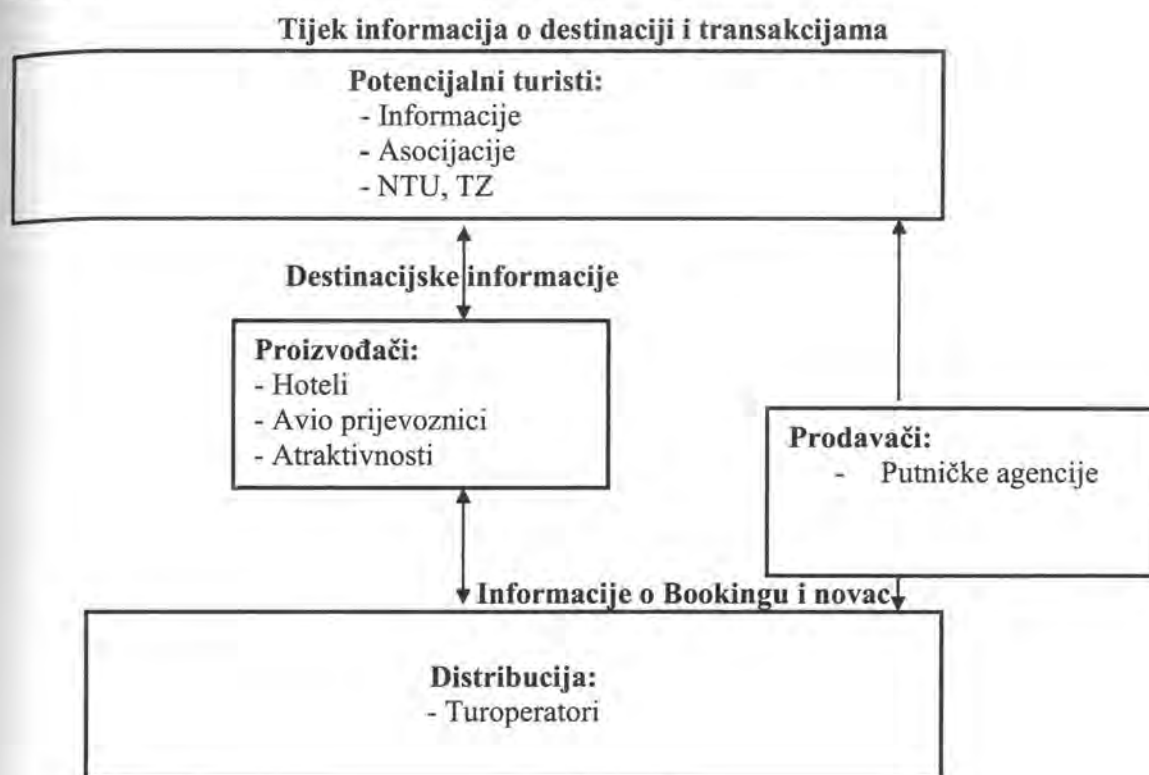 Tijek informacija o destinaciji i transakcijama
Potencijalni turisti:
- Informacije
- Asocijacije
- NTU, TZ
Destinacijske informacije
Proizvođači:
- Hoteli
- Avio prijevoznici
- Atraktivnosti
Prodavači:
- Putničke agencije
Informacije o Bookingu i novac
Distribucija:
- Turoperatori